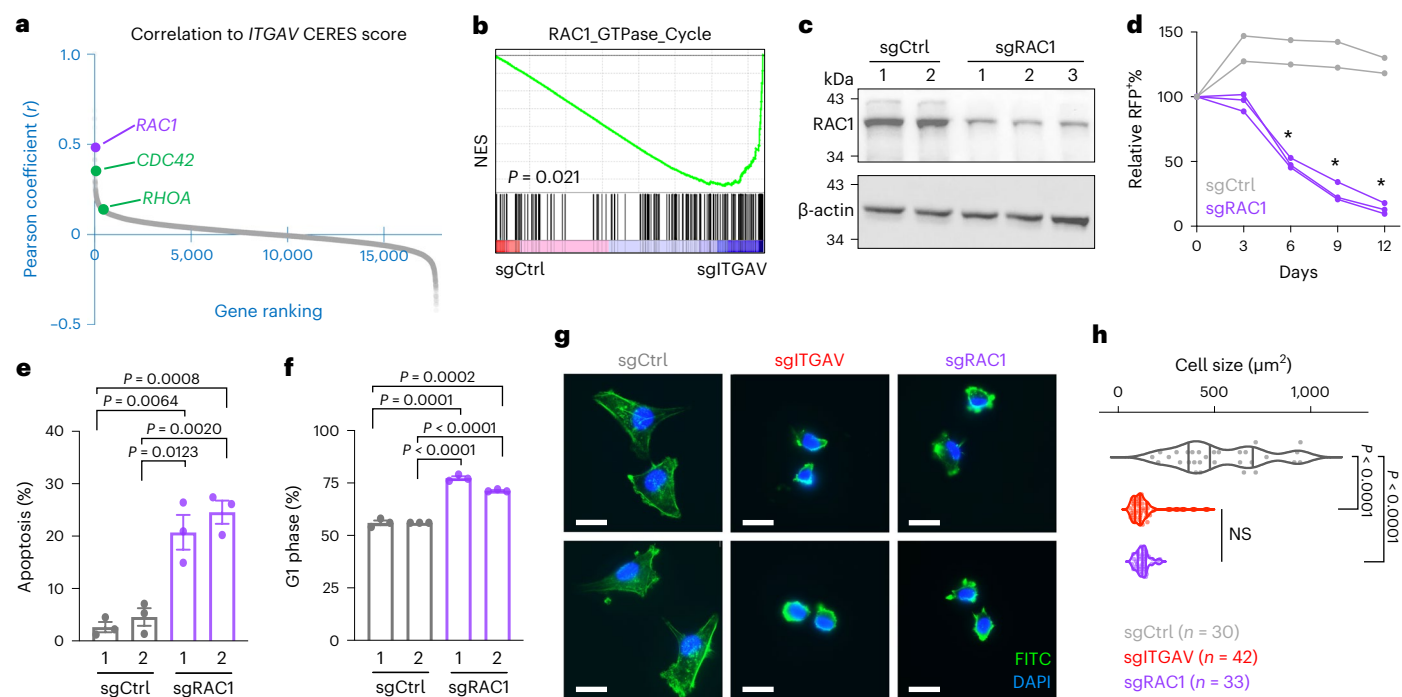 a
Correlation to ITGAV CERES score
Pearson coefficient (r)
1.0
0.5
0
–0.5
RAC1
CDC42
RHOA
0
5,000
10,000
15,000
Gene ranking
b
RAC1_GTPase_Cycle
NES
P = 0.021
sgCtrl
sgITGAV
c
sgCtrl
sgRAC1
kDa
1
2
1
2
3
43
RAC1
34
43
β-actin
34
d
Relative RFP+%
150
100
50
0
*
*
*
sgCtrl
sgRAC1
0
3
6
9
12
Days
e
P = 0.0008
P = 0.0064
P = 0.0020
P = 0.0123
Apoptosis (%)
40
30
20
10
0
1
2
1
2
sgCtrl
sgRAC1
f
P = 0.0002
P = 0.0001
P < 0.0001
P < 0.0001
G1 phase (%)
100
75
50
25
0
1
2
1
2
sgCtrl
sgRAC1
g
sgCtrl
sgITGAV
sgRAC1
FITC
DAPI
h
Cell size (µm²)
0
500
1,000
P < 0.0001
P < 0.0001
NS
sgCtrl (n = 30)
sgITGAV (n = 42)
sgRAC1 (n = 33)